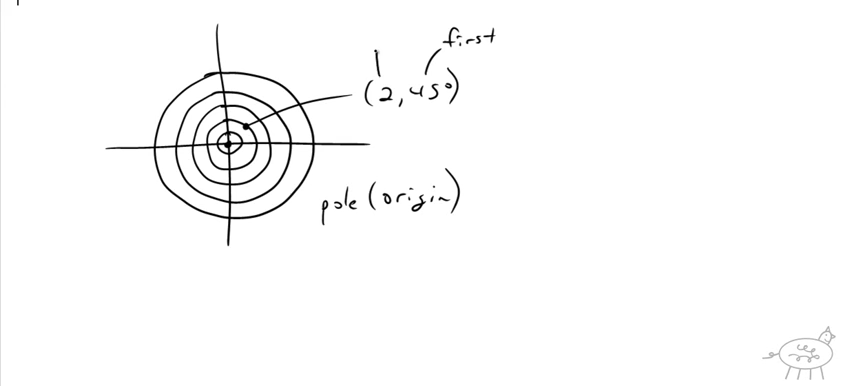 first
(2, 45°)
pole (origin)